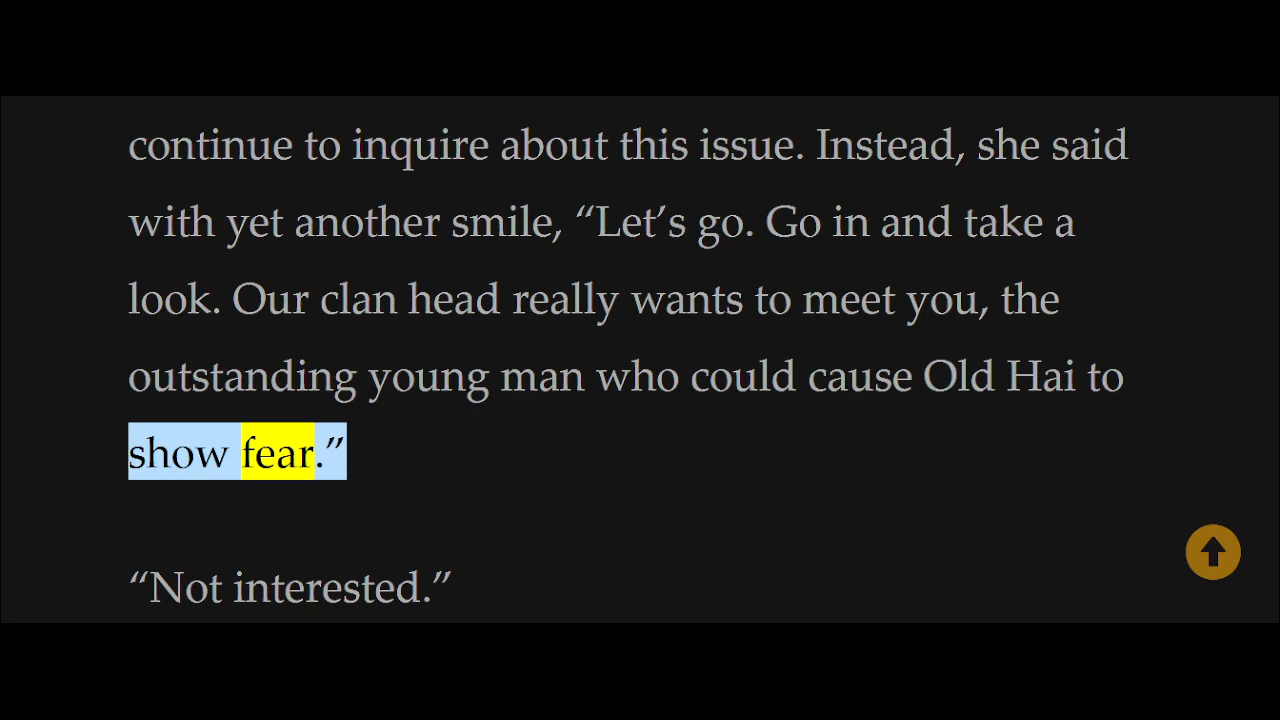 continue to inquire about this issue. Instead, she said
with yet another smile, “Let’s go. Go in and take a
look. Our clan head really wants to meet you, the
outstanding young man who could cause Old Hai to
show fear.”
“Not interested.”